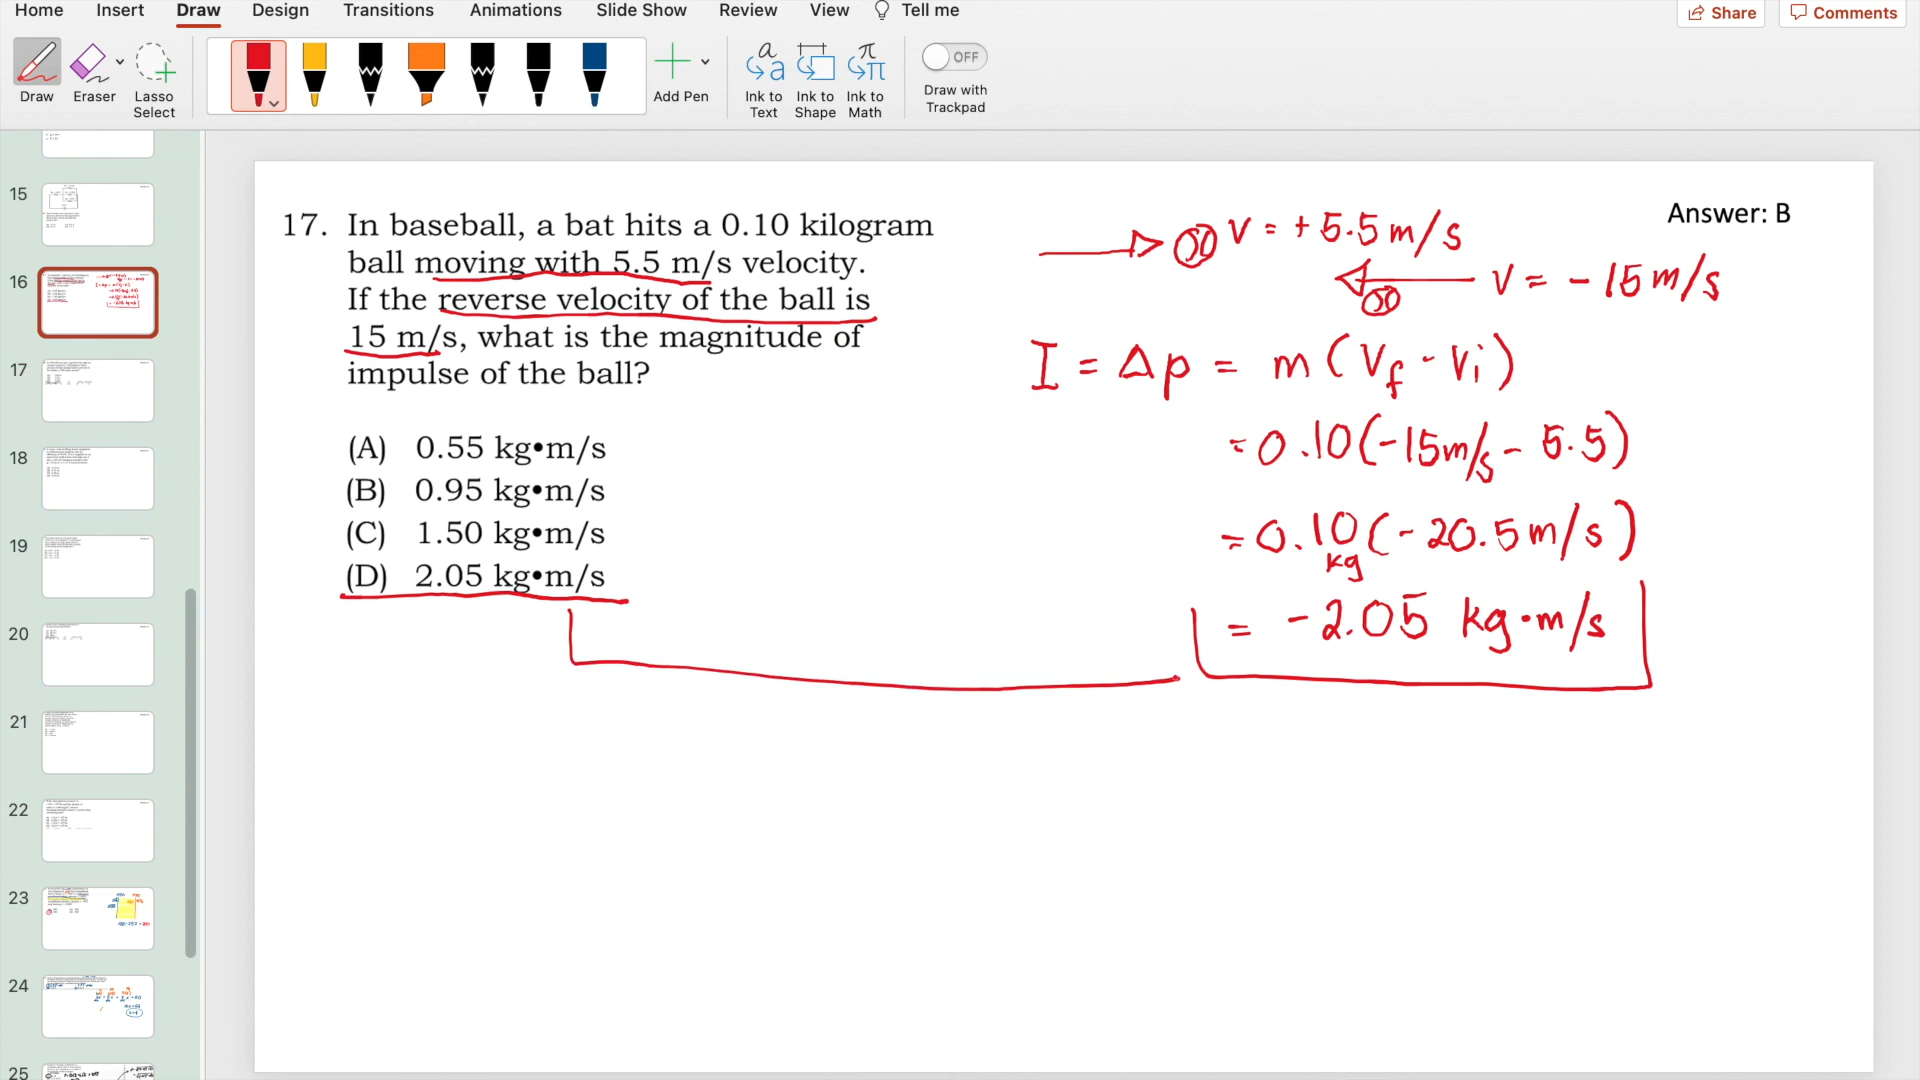 Home Insert Draw Design Transitions Animations Slide Show Review View Tell me Share Comments
Draw Eraser Lasso Select Add Pen Ink to Text Ink to Shape Ink to Math OFF Draw with Trackpad
15
16
17
18
19
20
21
22
23
24
25
Answer: B
17. In baseball, a bat hits a 0.10 kilogram
ball moving with 5.5 m/s velocity.
If the reverse velocity of the ball is
15 m/s, what is the magnitude of
impulse of the ball?
(A) 0.55 kg•m/s
(B) 0.95 kg•m/s
(C) 1.50 kg•m/s
(D) 2.05 kg•m/s
V = +5.5 m/s
V = -15 m/s
I = Δp = m(Vf - Vi)
= 0.10(-15m/s - 5.5)
= 0.10 kg(-20.5 m/s)
= -2.05 kg·m/s